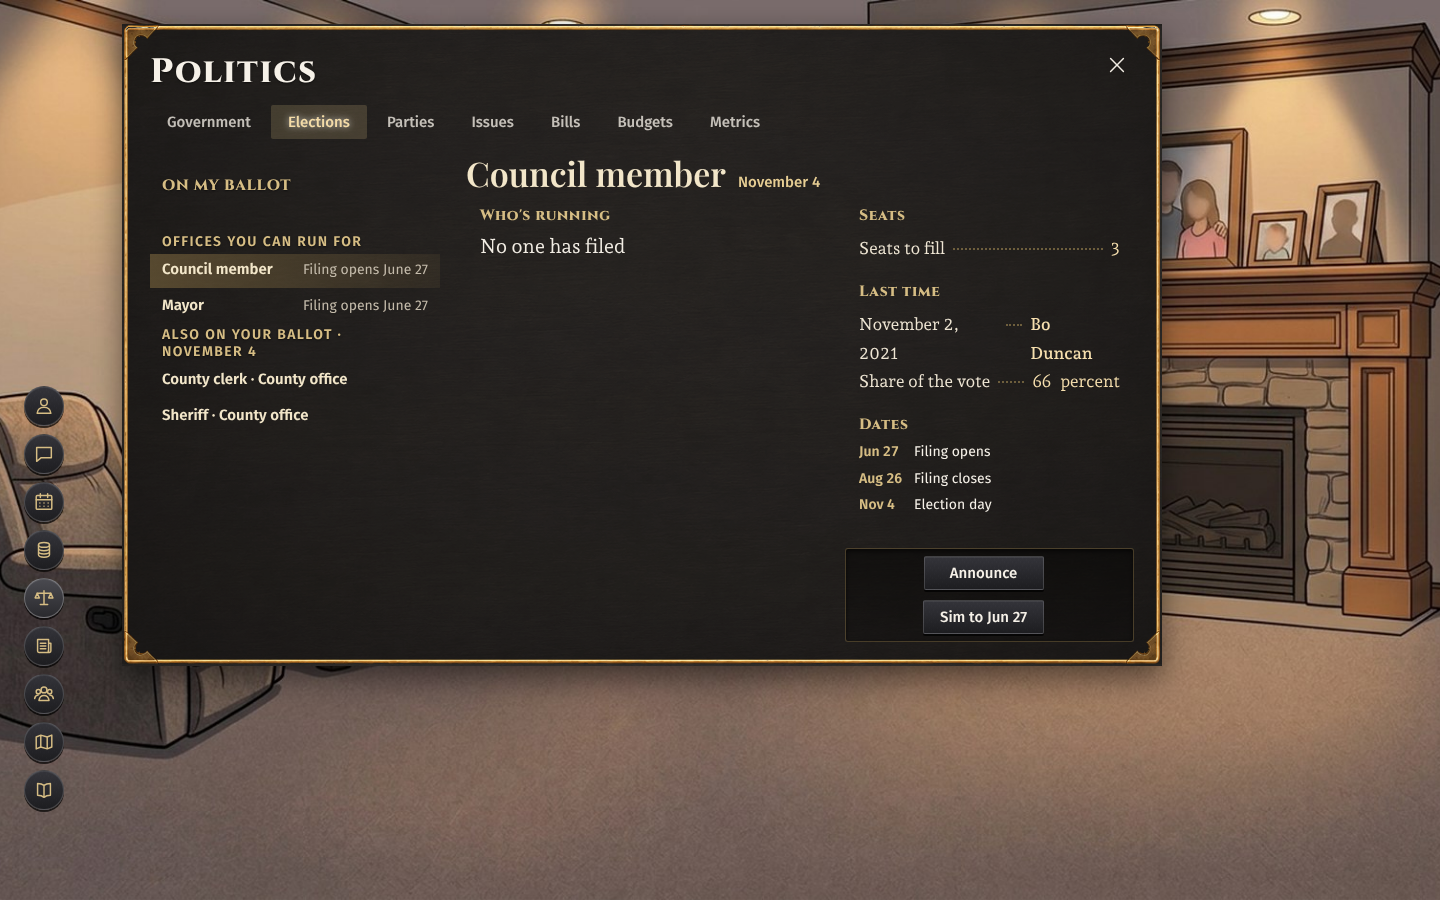 Politics
Government
Elections
Parties
Issues
Bills
Budgets
Metrics
On my ballot
OFFICES YOU CAN RUN FOR
Council member Filing opens June 27
Mayor Filing opens June 27
ALSO ON YOUR BALLOT ·
NOVEMBER 4
County clerk · County office
Sheriff · County office
Council member November 4
Who's running
No one has filed
Seats
Seats to fill 3
Last time
November 2, Bo
2021 Duncan
Share of the vote 66 percent
Dates
Jun 27 Filing opens
Aug 26 Filing closes
Nov 4 Election day
Announce
Sim to Jun 27